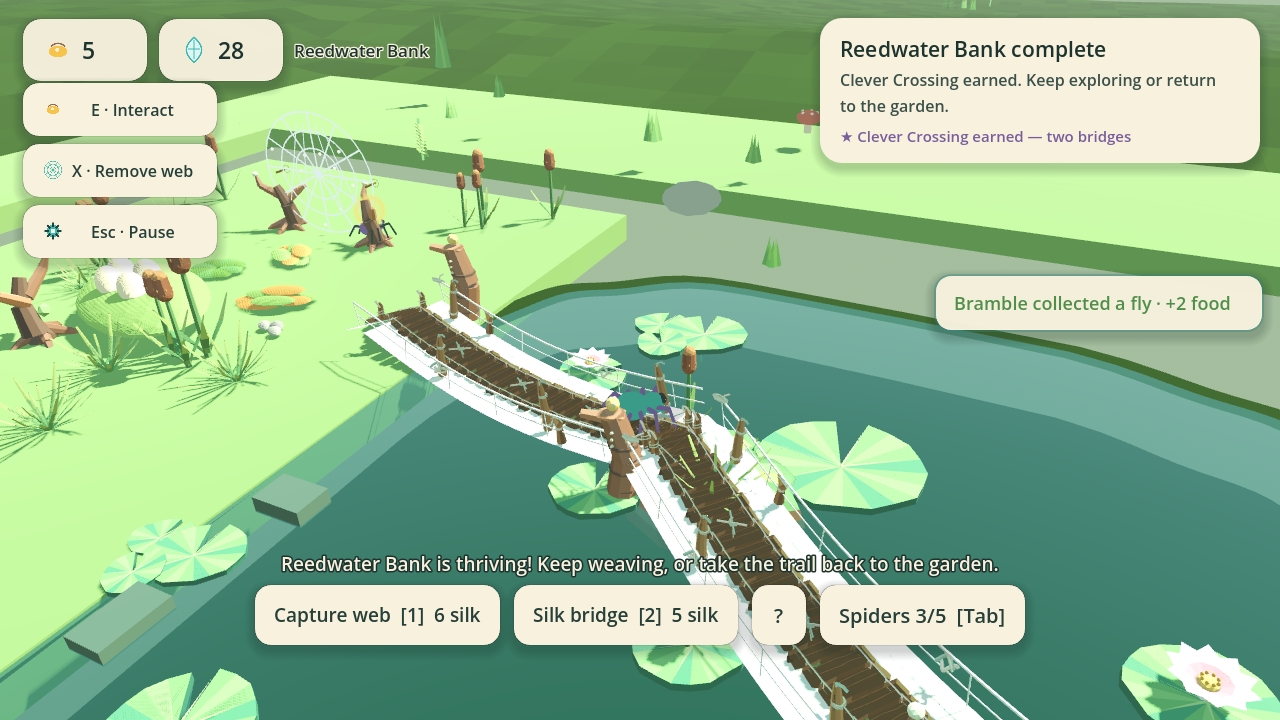 5
28
Reedwater Bank
E · Interact
X · Remove web
Esc · Pause
Reedwater Bank complete
Clever Crossing earned. Keep exploring or return
to the garden.
★ Clever Crossing earned — two bridges
Bramble collected a fly · +2 food
Reedwater Bank is thriving! Keep weaving, or take the trail back to the garden.
Capture web [1] 6 silk
Silk bridge [2] 5 silk
?
Spiders 3/5 [Tab]